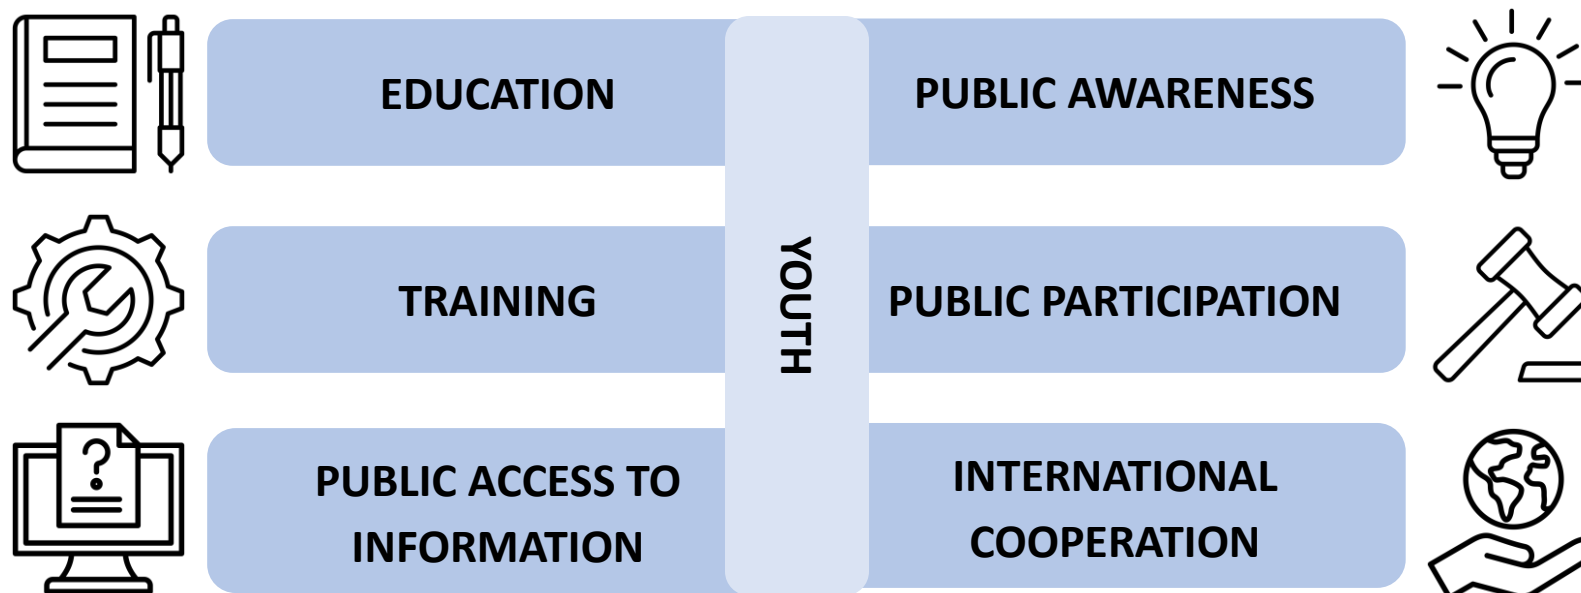 EDUCATION
PUBLIC AWARENESS
TRAINING
YOUTH
PUBLIC PARTICIPATION
PUBLIC ACCESS TO
INFORMATION
INTERNATIONAL
COOPERATION
?